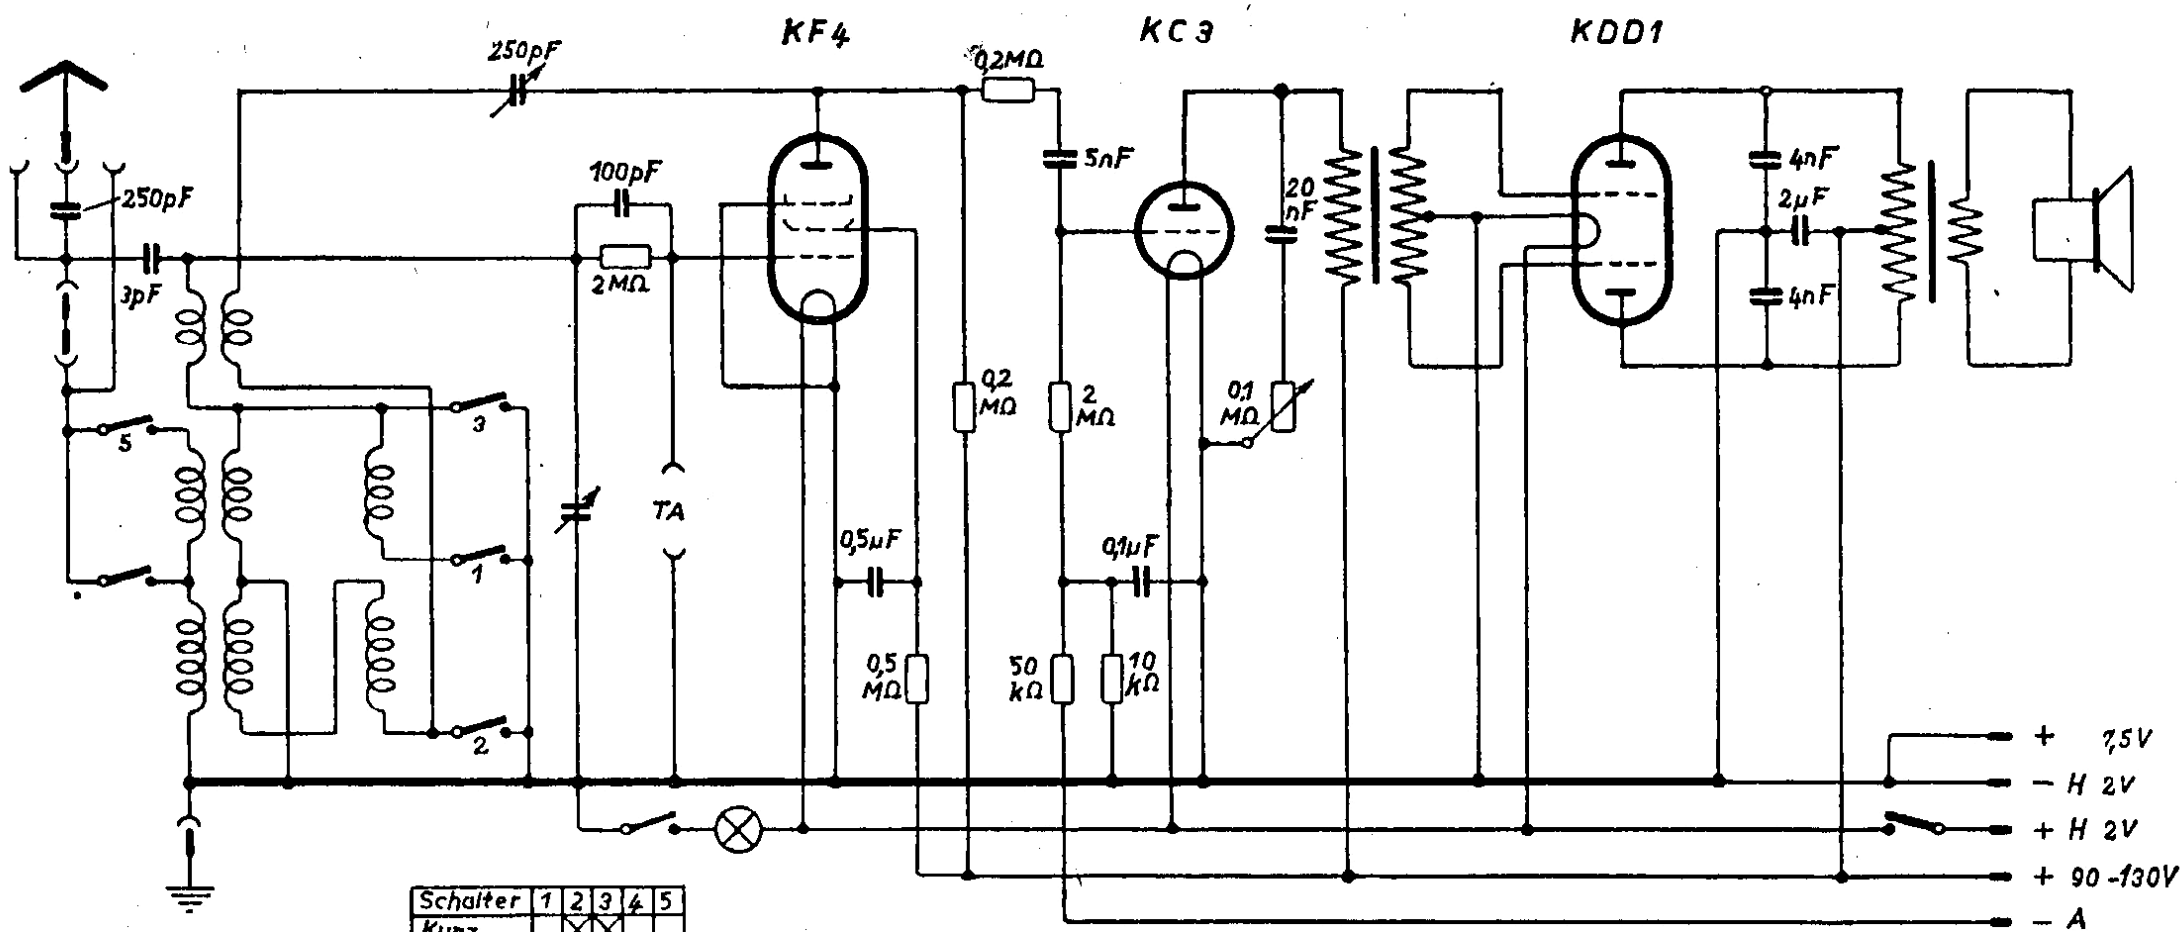 KF4
KC3
KDD1
250pF
0,2MΩ
250pF
3pF
100pF
2MΩ
5nF
20 nF
4nF
2µF
4nF
0,2 MΩ
2 MΩ
0,1 MΩ
3
5
1
2
TA
0,5µF
0,1µF
0,5 MΩ
50 kΩ
10 kΩ
+ 7,5V
− H 2V
+ H 2V
+ 90-130V
− A
Schalter 1 2 3 4 5